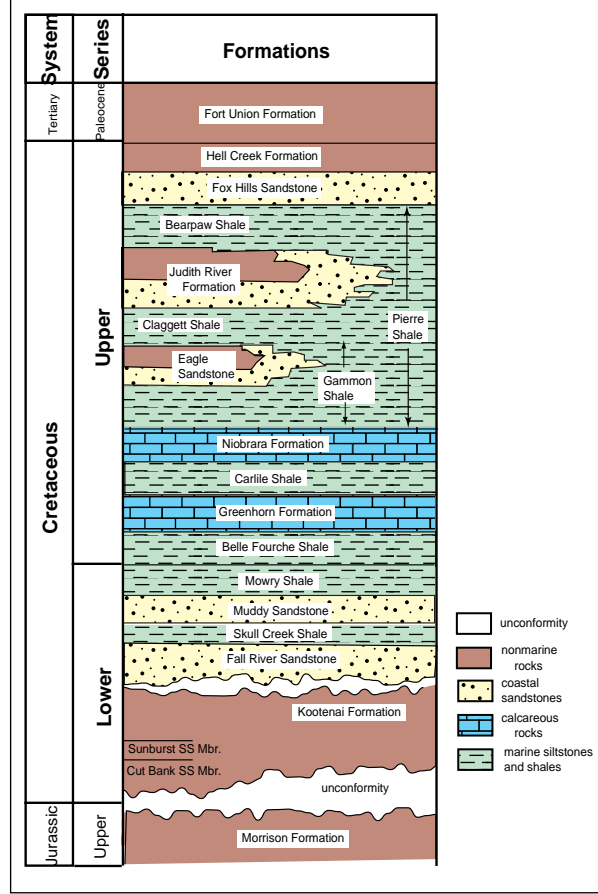 System
Series
Formations
Tertiary
Paleocene
Fort Union Formation
Hell Creek Formation
Fox Hills Sandstone
Bearpaw Shale
Judith River
Formation
Pierre
Shale
Claggett Shale
Eagle
Sandstone
Gammon
Shale
Upper
Cretaceous
Niobrara Formation
Carlile Shale
Greenhorn Formation
Belle Fourche Shale
Mowry Shale
Muddy Sandstone
Skull Creek Shale
Fall River Sandstone
Lower
Kootenai Formation
Sunburst SS Mbr.
Cut Bank SS Mbr.
unconformity
Jurassic
Upper
Morrison Formation
unconformity
nonmarine
rocks
coastal
sandstones
calcareous
rocks
marine siltstones
and shales